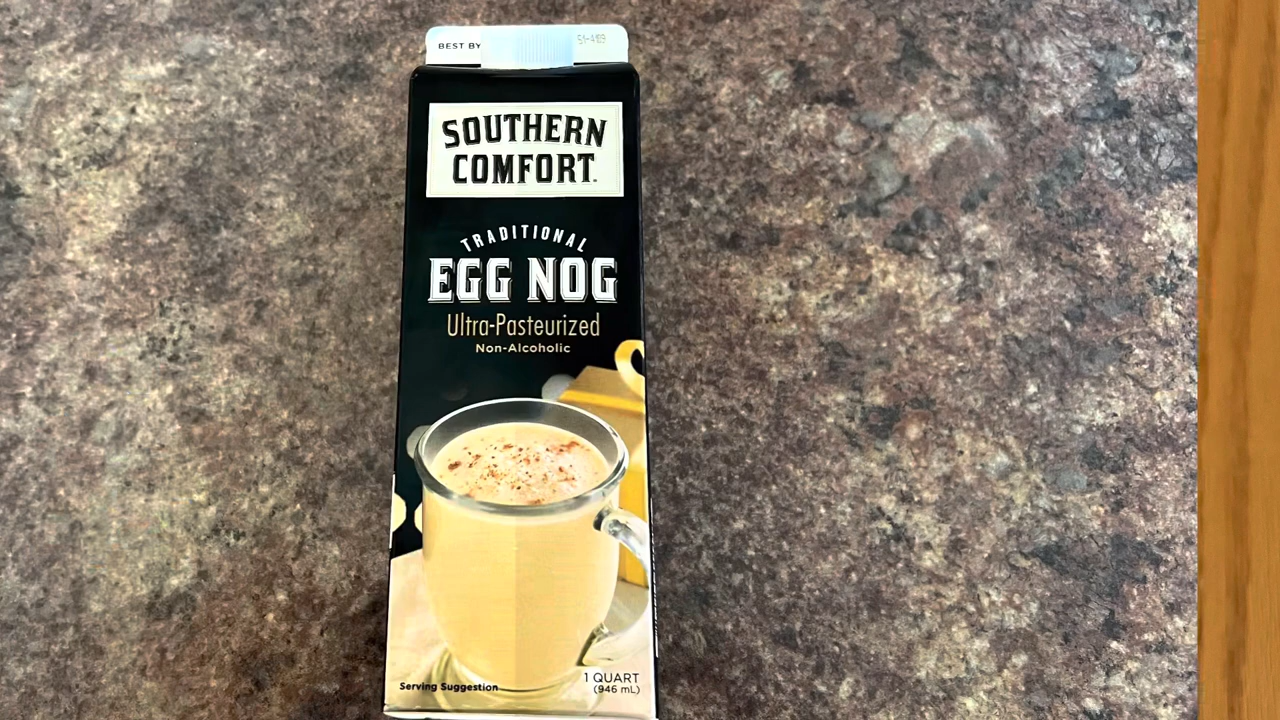 BEST BY
SOUTHERN
COMFORT
TRADITIONAL
EGG NOG
Ultra-Pasteurized
Non-Alcoholic
Serving Suggestion
1 QUART
(946 mL)